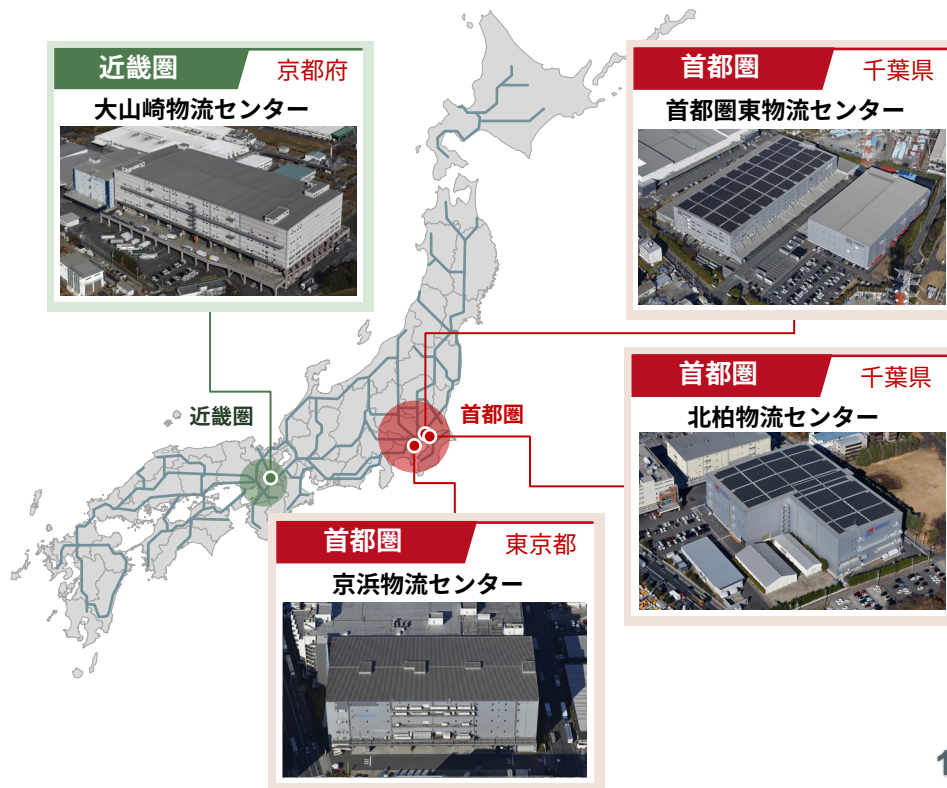 近畿圏 京都府
大山崎物流センター
首都圏 千葉県
首都圏東物流センター
近畿圏
首都圏
首都圏 千葉県
北柏物流センター
首都圏 東京都
京浜物流センター
1